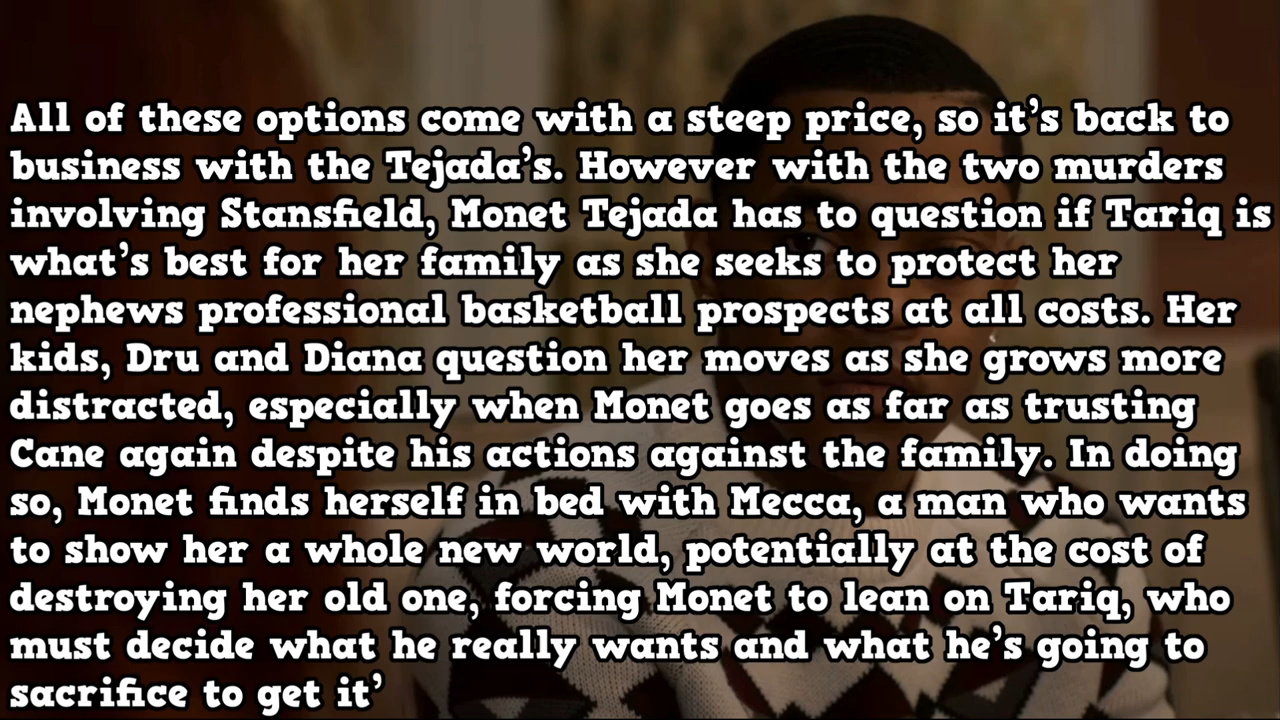 All of these options come with a steep price, so it’s back to
business with the Tejada’s. However with the two murders
involving Stansfield, Monet Tejada has to question if Tariq is
what’s best for her family as she seeks to protect her
nephews professional basketball prospects at all costs. Her
kids, Dru and Diana question her moves as she grows more
distracted, especially when Monet goes as far as trusting
Cane again despite his actions against the family. In doing
so, Monet finds herself in bed with Mecca, a man who wants
to show her a whole new world, potentially at the cost of
destroying her old one, forcing Monet to lean on Tariq, who
must decide what he really wants and what he’s going to
sacrifice to get it’